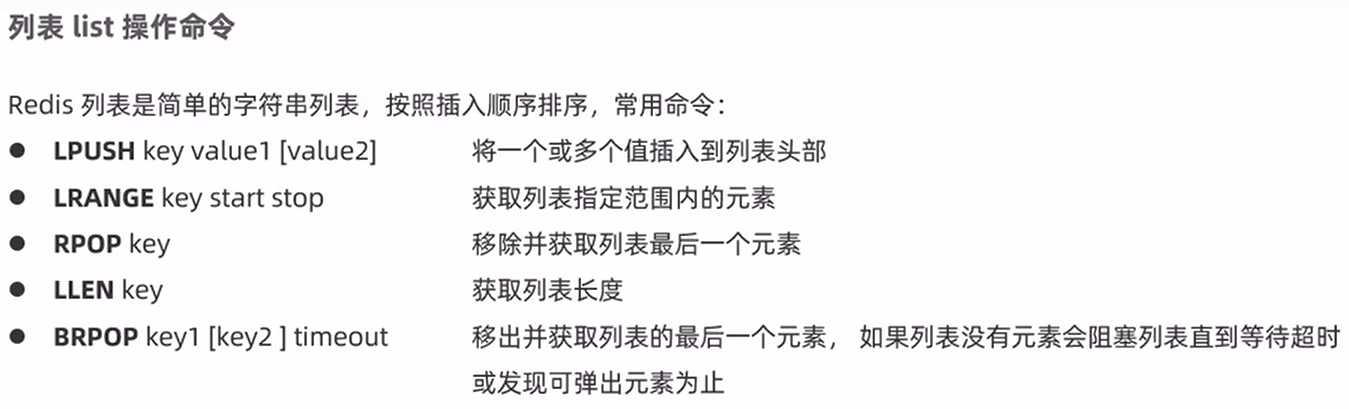 列表 list 操作命令
Redis 列表是简单的字符串列表，按照插入顺序排序，常用命令：
● LPUSH key value1 [value2] 将一个或多个值插入到列表头部
● LRANGE key start stop 获取列表指定范围内的元素
● RPOP key 移除并获取列表最后一个元素
● LLEN key 获取列表长度
● BRPOP key1 [key2 ] timeout 移出并获取列表的最后一个元素， 如果列表没有元素会阻塞列表直到等待超时
或发现可弹出元素为止